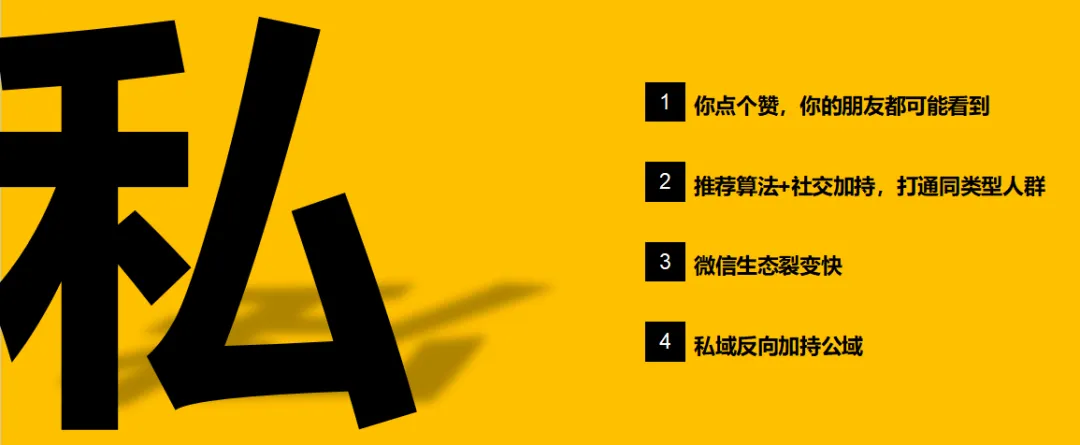 私
1 你点个赞，你的朋友都可能看到
2 推荐算法+社交加持，打通同类型人群
3 微信生态裂变快
4 私域反向加持公域